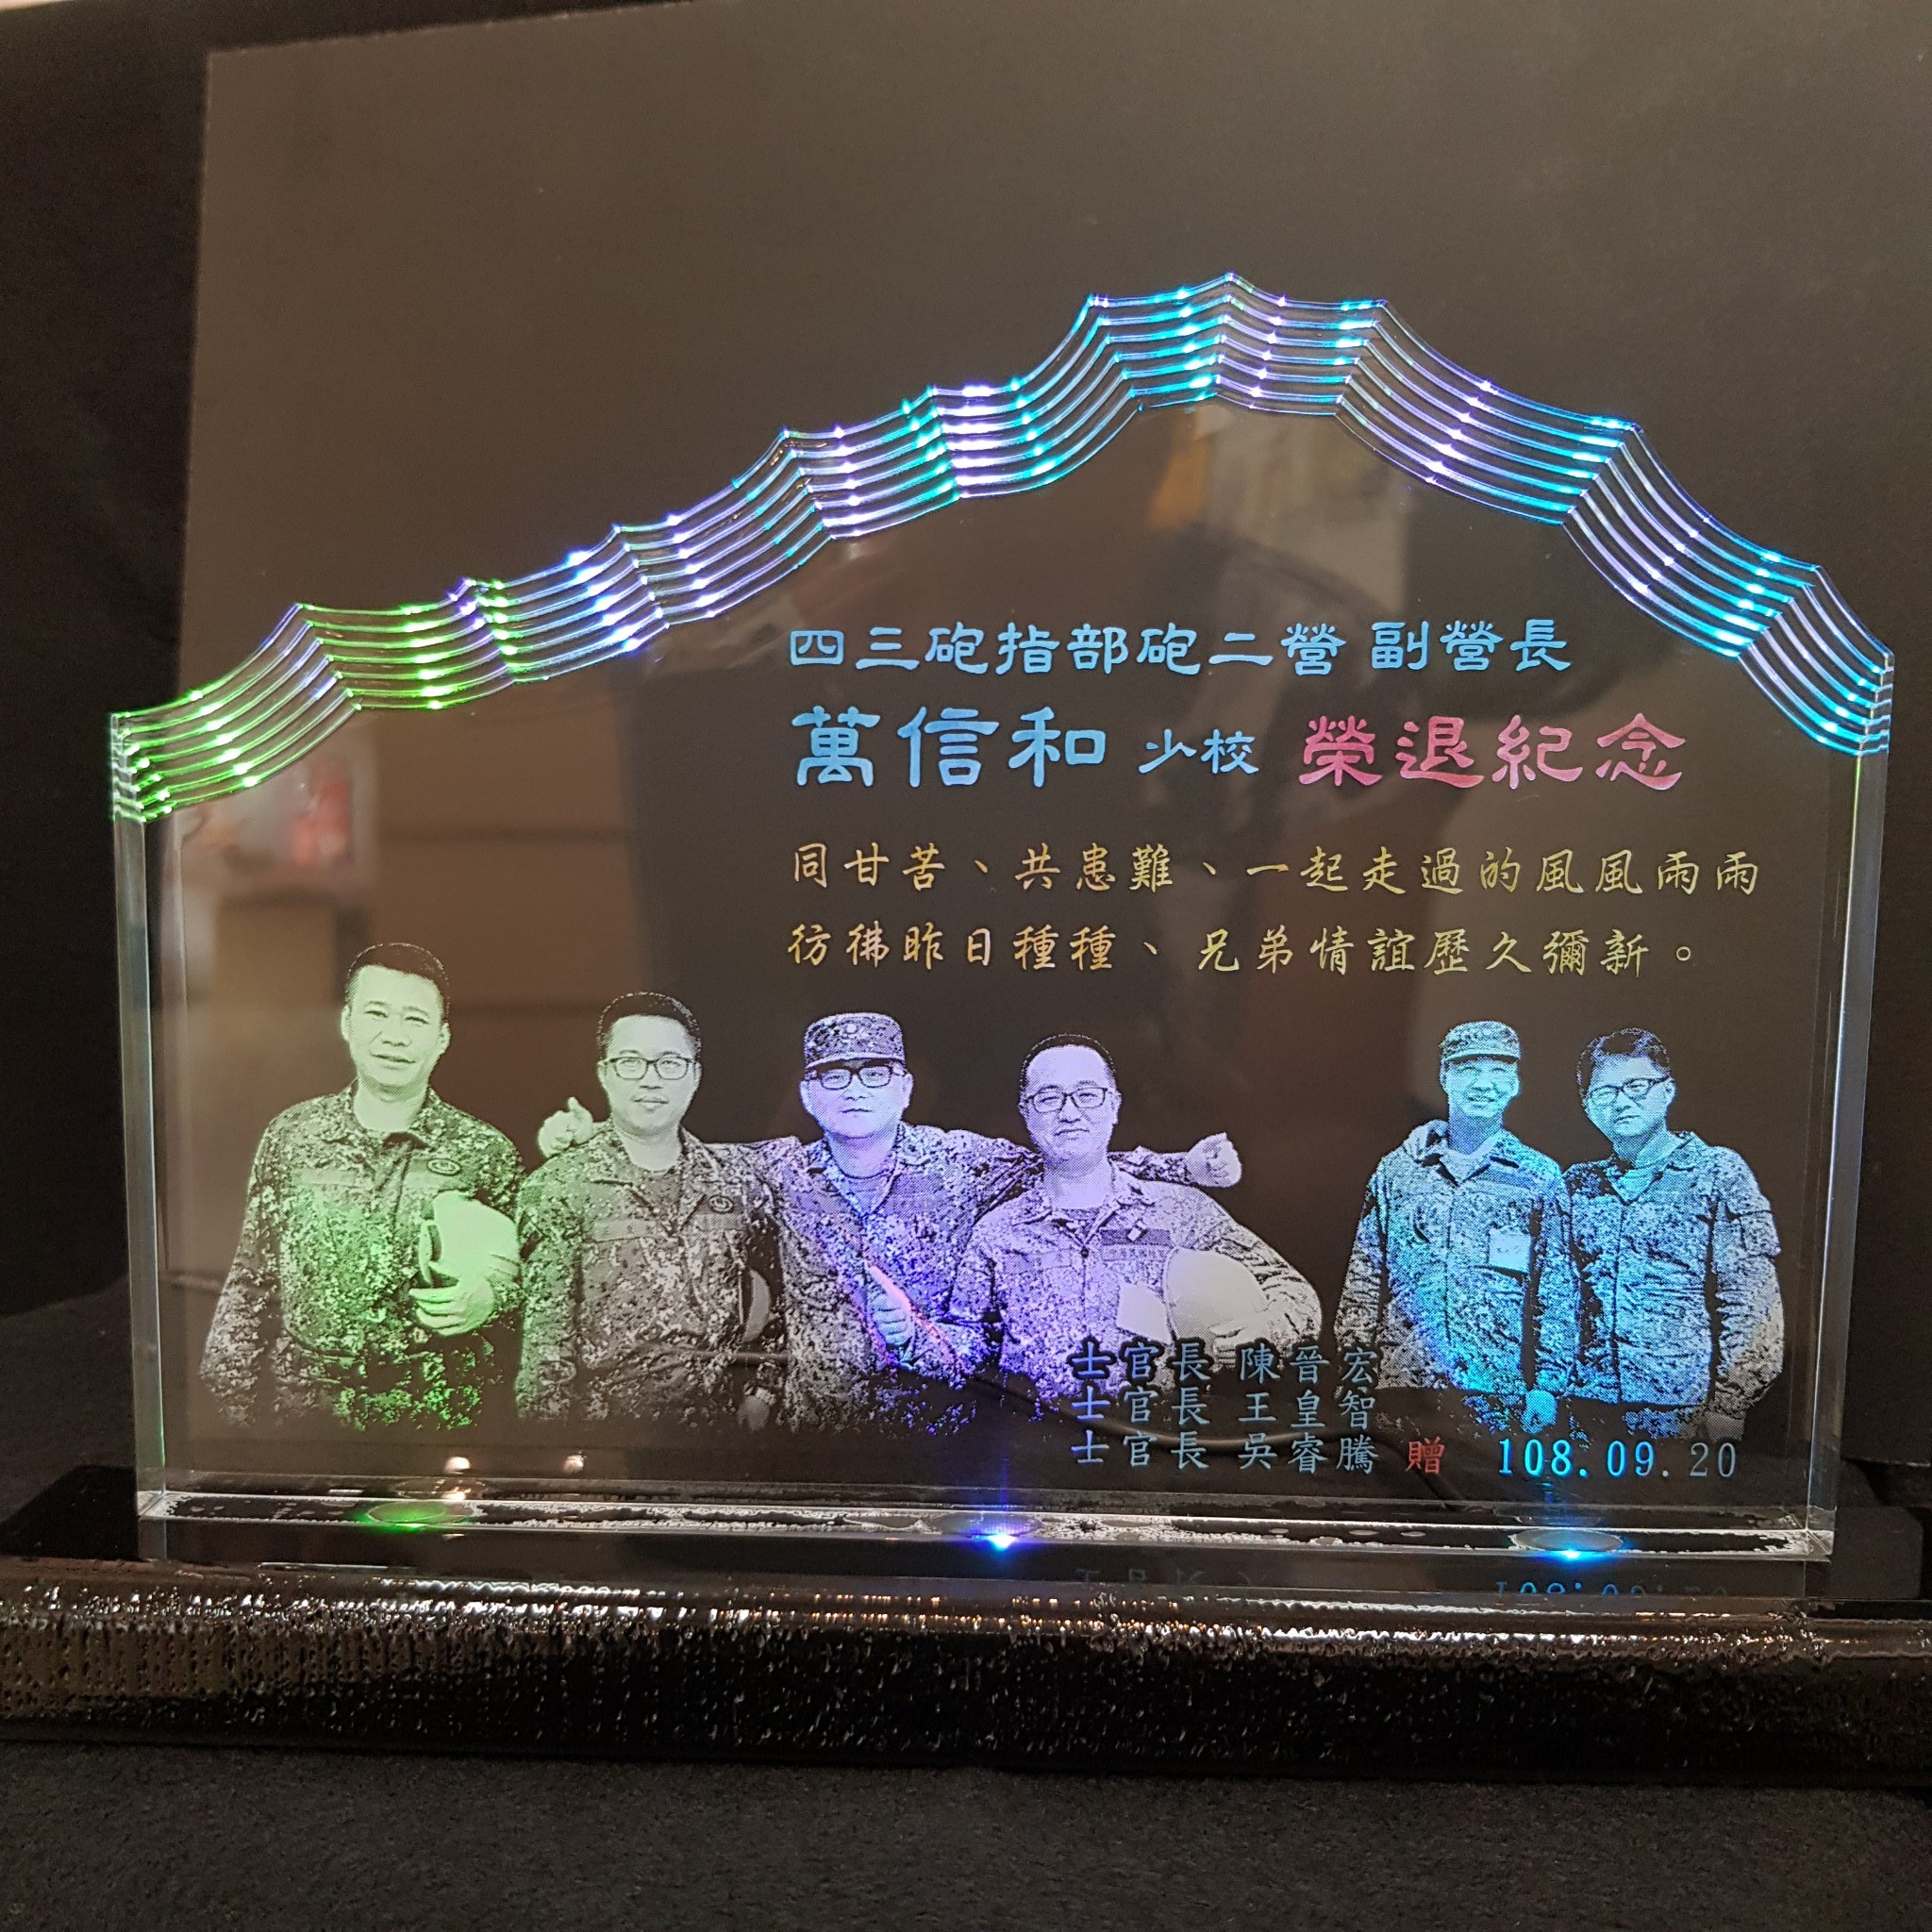 四三砲指部砲二營 副營長
萬信和 少校 榮退紀念
同甘苦、共患難、一起走過的風風雨雨
彷彿昨日種種、兄弟情誼歷久彌新。
士官長 陳晉宏
士官長 王皇智
士官長 吳睿騰 贈 108.09.20